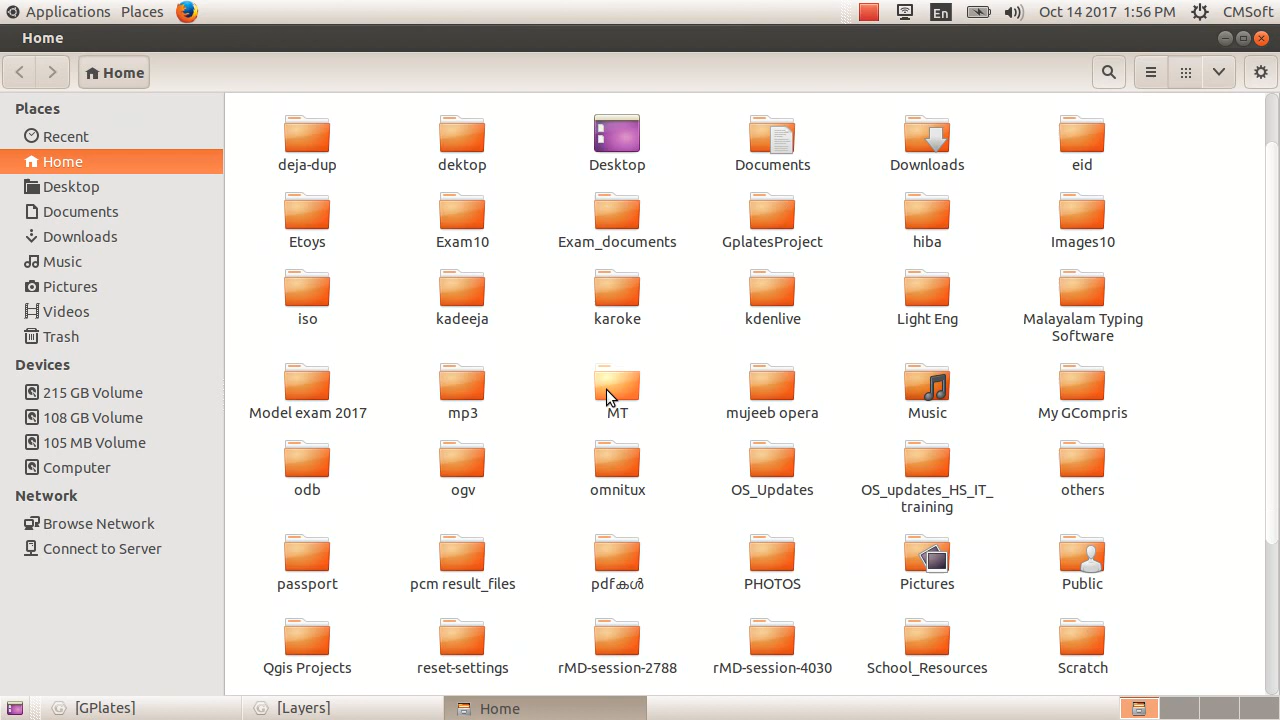 Applications Places En Oct 14 2017 1:56 PM CMSoft
Home
Home
Places
Recent
Home
Desktop
Documents
Downloads
Music
Pictures
Videos
Trash
Devices
215 GB Volume
108 GB Volume
105 MB Volume
Computer
Network
Browse Network
Connect to Server
deja-dup dektop Desktop Documents Downloads eid
Etoys Exam10 Exam_documents GplatesProject hiba Images10
iso kadeeja karoke kdenlive Light Eng Malayalam Typing
Software
Model exam 2017 mp3 MT mujeeb opera Music My GCompris
odb ogv omnitux OS_Updates OS_updates_HS_IT_ others
training
passport pcm result_files pdfകൾ PHOTOS Pictures Public
Qgis Projects reset-settings rMD-session-2788 rMD-session-4030 School_Resources Scratch
[GPlates] [Layers] Home